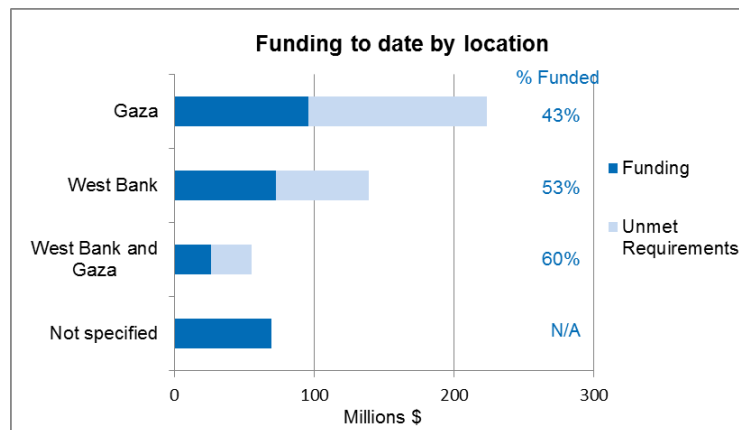 Funding to date by location
% Funded
Gaza
43%
West Bank
53%
West Bank and
Gaza
60%
Not specified
N/A
Funding
Unmet
Requirements
0
100
200
300
Millions $